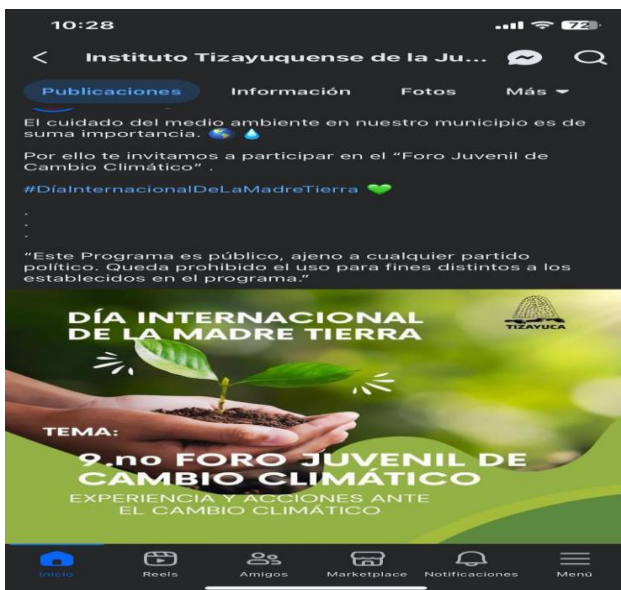 10:28
72
Instituto Tizayuquense de la Ju...
Publicaciones Información Fotos Más
El cuidado del medio ambiente en nuestro municipio es de
suma importancia. 🌎 💧
Por ello te invitamos a participar en el “Foro Juvenil de
Cambio Climático” .
#DíaInternacionalDeLaMadreTierra 💚
.
.
.
“Este Programa es público, ajeno a cualquier partido
político. Queda prohibido el uso para fines distintos a los
establecidos en el programa.”
DÍA INTERNACIONAL
DE LA MADRE TIERRA
TIZAYUCA
TEMA:
9.no FORO JUVENIL DE
CAMBIO CLIMÁTICO
EXPERIENCIA Y ACCIONES ANTE
EL CAMBIO CLIMÁTICO
Inicio Reels Amigos Marketplace Notificaciones Menú